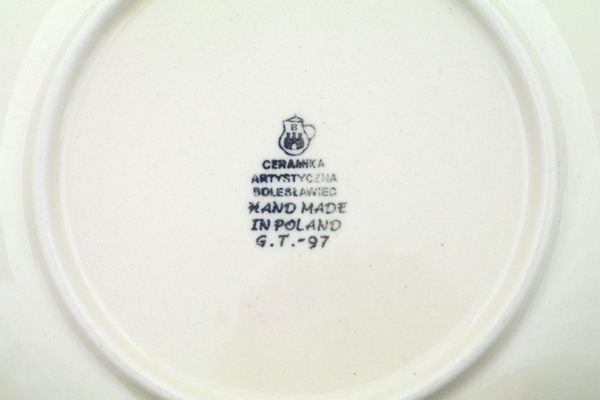 B
CERAMIKA
ARTYSTYCZNA
BOLESŁAWIEC
HAND MADE
IN POLAND
G.T.-97